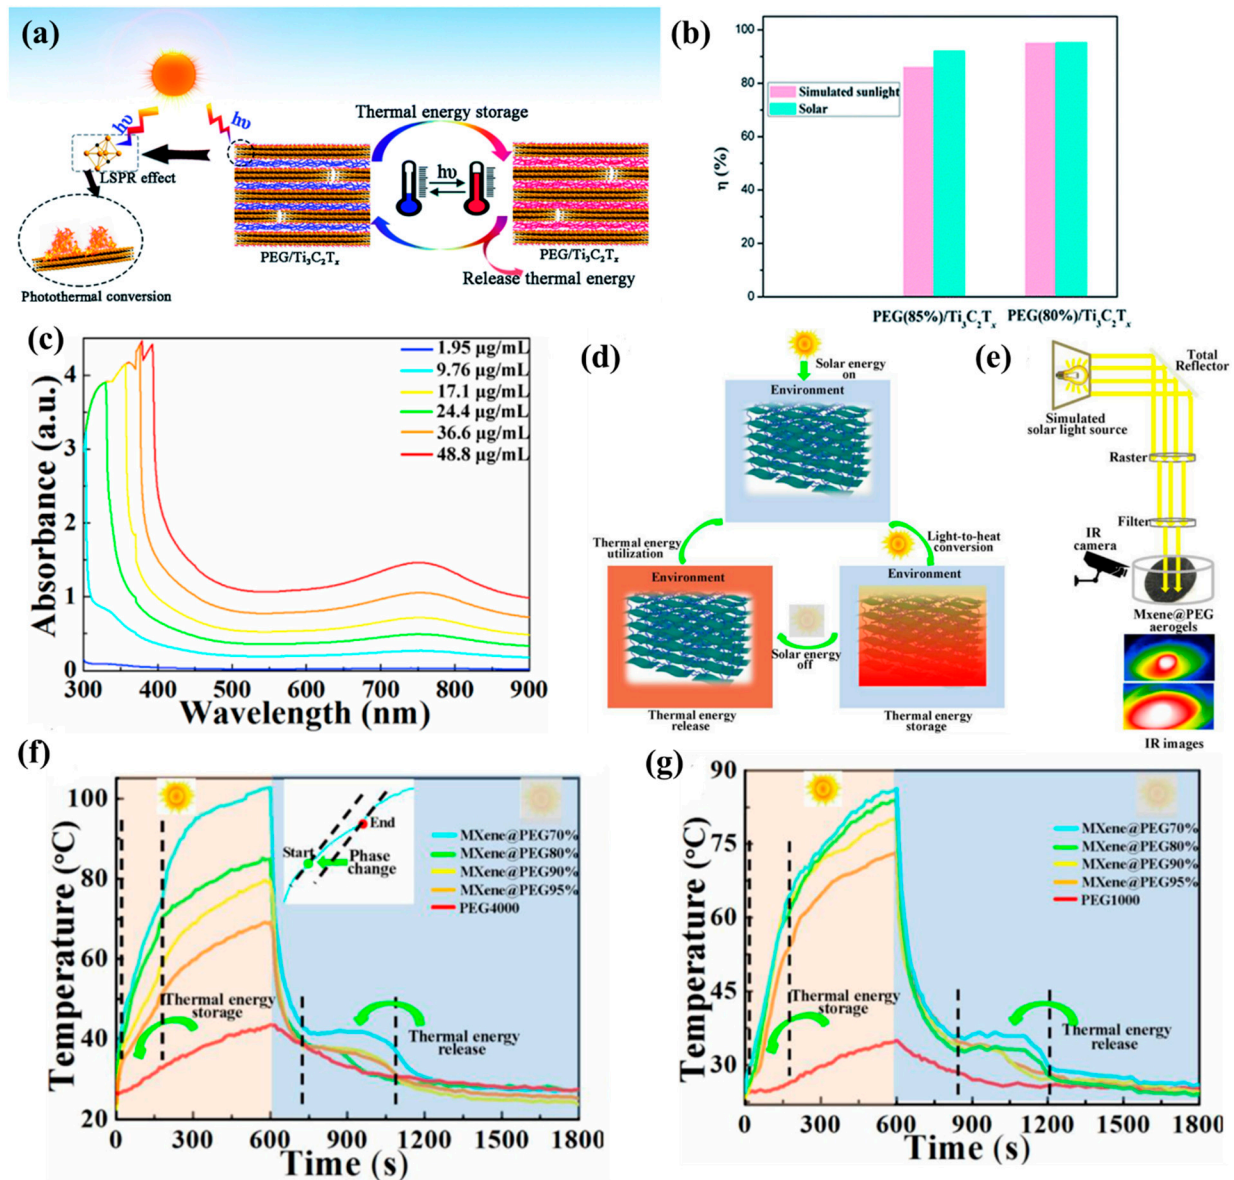 (a)
hυ
hυ
LSPR effect
Photothermal conversion
Thermal energy storage
hυ
PEG/Ti₃C₂Tₓ
PEG/Ti₃C₂Tₓ
Release thermal energy
(b)
η (%)
100
80
60
40
20
0
Simulated sunlight
Solar
PEG(85%)/Ti₃C₂Tₓ
PEG(80%)/Ti₃C₂Tₓ
(c)
Absorbance (a.u.)
4
3
2
1
0
1.95 μg/mL
9.76 μg/mL
17.1 μg/mL
24.4 μg/mL
36.6 μg/mL
48.8 μg/mL
300 400 500 600 700 800 900
Wavelength (nm)
(d)
Solar energy
on
Environment
Thermal energy
utilization
Light-to-heat
conversion
Environment
Environment
Solar energy
off
Thermal energy
release
Thermal energy
storage
(e)
Total
Reflector
Simulated
solar light source
Raster
Filter
IR
camera
Mxene@PEG
aerogels
IR images
(f)
Temperature (°C)
100
80
60
40
20
Start
End
Phase
change
MXene@PEG70%
MXene@PEG80%
MXene@PEG90%
MXene@PEG95%
PEG4000
Thermal energy
storage
Thermal energy
release
0 300 600 900 1200 1500 1800
Time (s)
(g)
Temperature (°C)
90
75
60
45
30
MXene@PEG70%
MXene@PEG80%
MXene@PEG90%
MXene@PEG95%
PEG1000
Thermal energy
storage
Thermal energy
release
0 300 600 900 1200 1500 1800
Time (s)